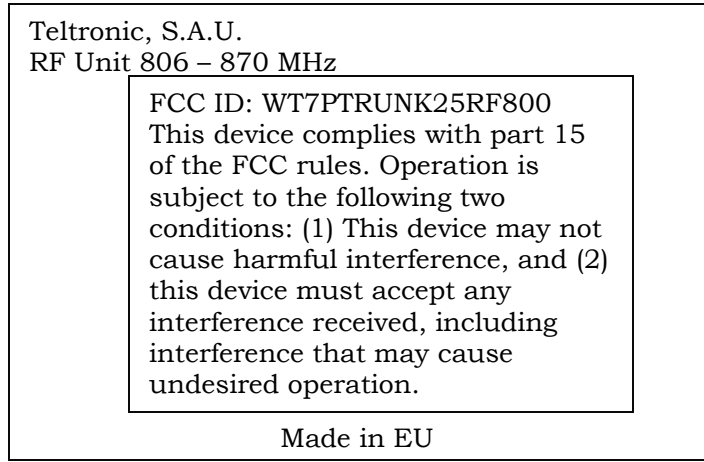 Teltronic, S.A.U.
RF Unit 806 – 870 MHz
FCC ID: WT7PTRUNK25RF800
This device complies with part 15
of the FCC rules. Operation is
subject to the following two
conditions: (1) This device may not
cause harmful interference, and (2)
this device must accept any
interference received, including
interference that may cause
undesired operation.
Made in EU